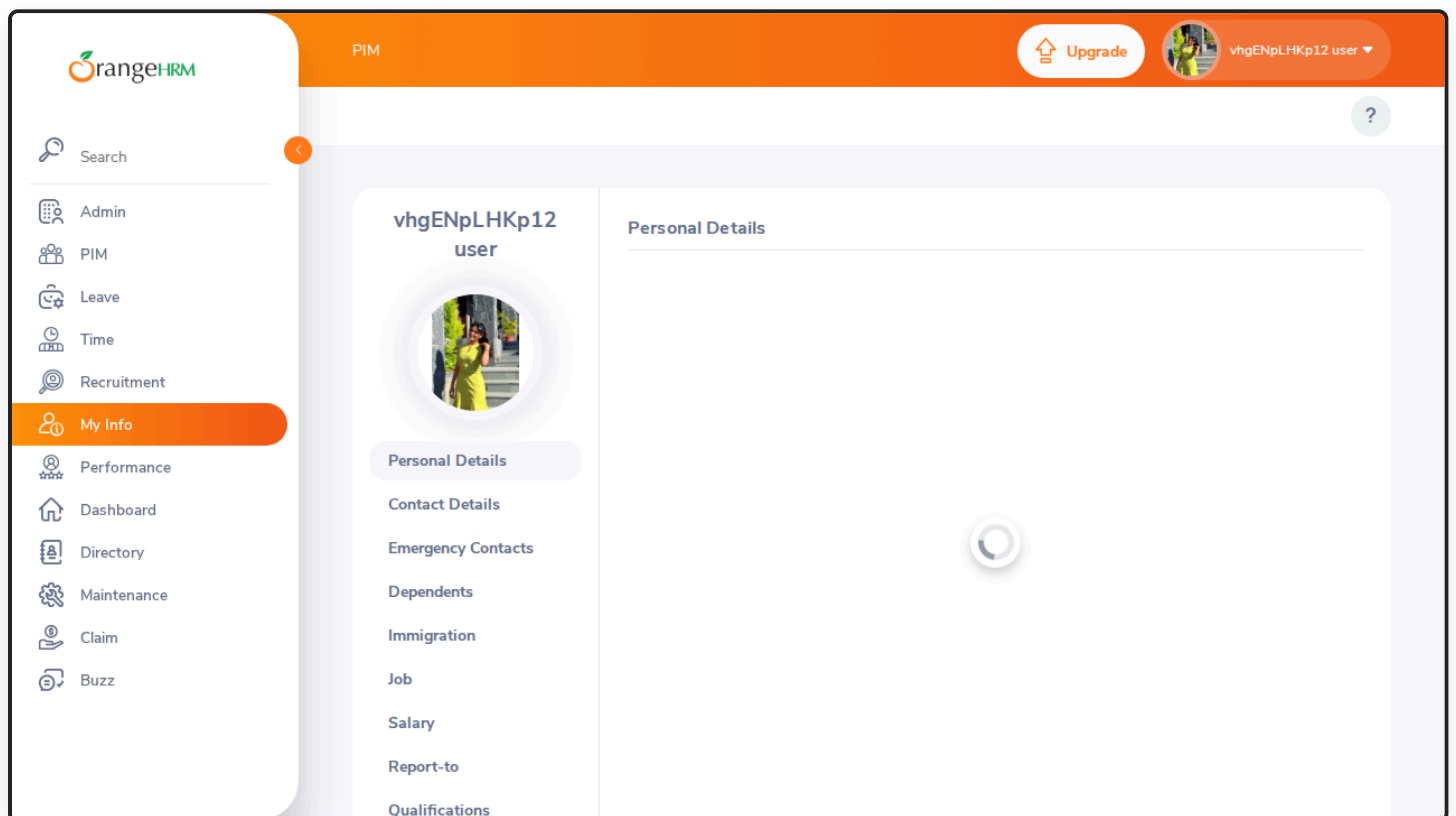 OrangeHRM
PIM
Upgrade
vhgENpLHKp12 user
?
Search
Admin
PIM
Leave
Time
Recruitment
My Info
Performance
Dashboard
Directory
Maintenance
Claim
Buzz
vhgENpLHKp12
user
Personal Details
Contact Details
Emergency Contacts
Dependents
Immigration
Job
Salary
Report-to
Qualifications
Personal Details